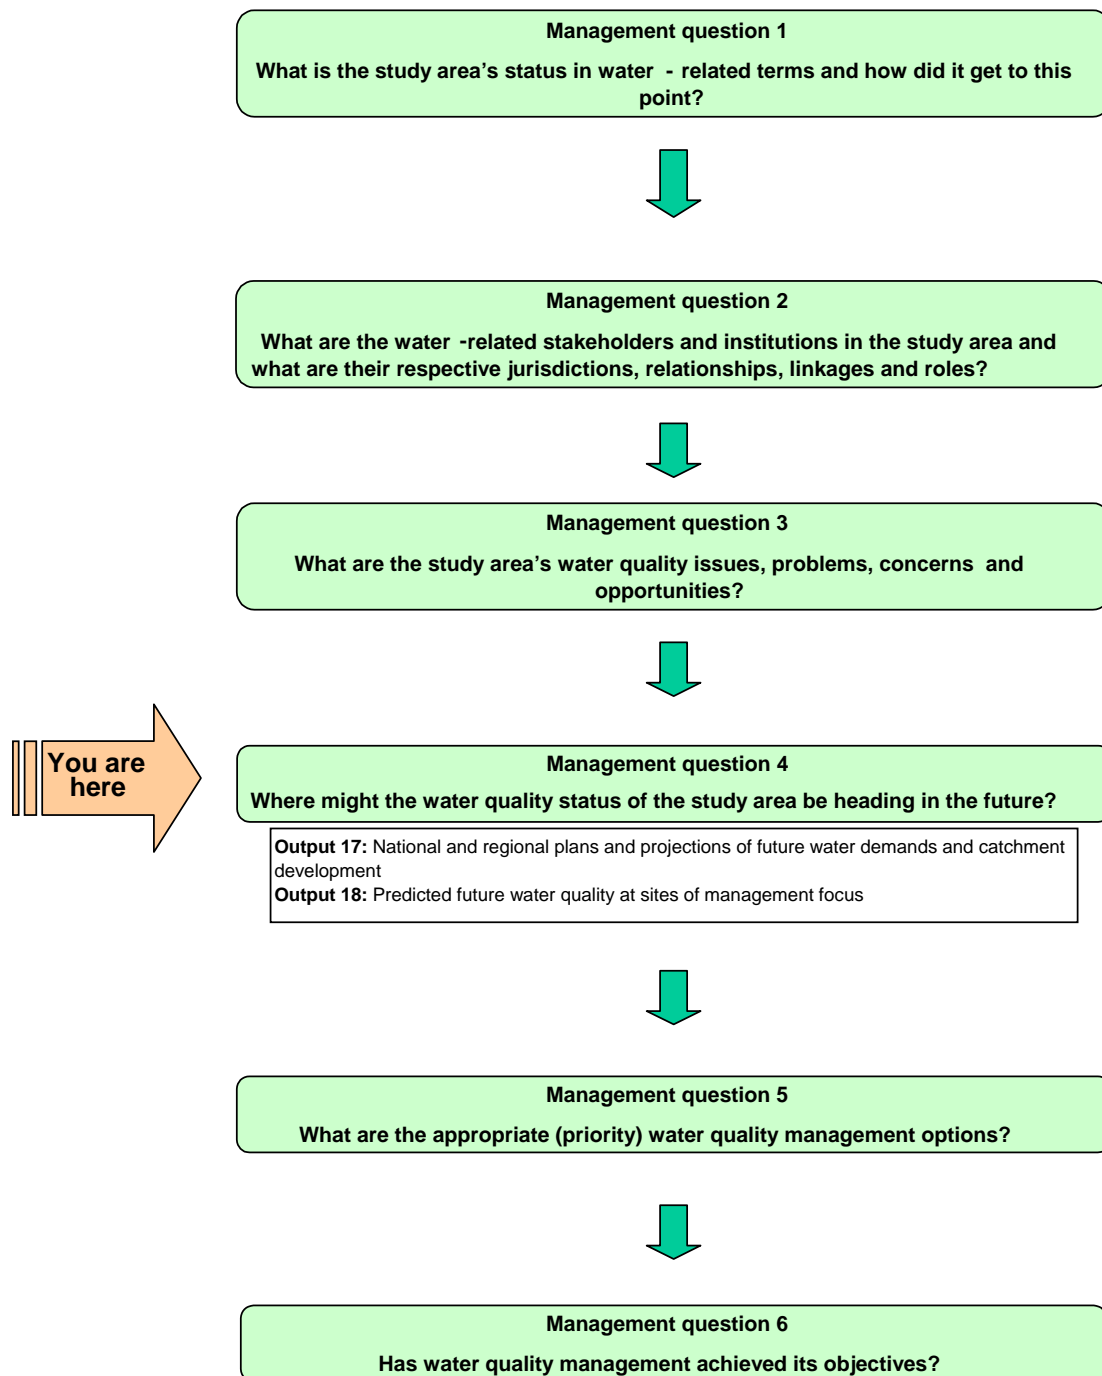 Management question 1
What is the study area’s status in water - related terms and how did it get to this
point?
Management question 2
What are the water -related stakeholders and institutions in the study area and
what are their respective jurisdictions, relationships, linkages and roles?
Management question 3
What are the study area’s water quality issues, problems, concerns and
opportunities?
You are
here
Management question 4
Where might the water quality status of the study area be heading in the future?
Output 17: National and regional plans and projections of future water demands and catchment
development
Output 18: Predicted future water quality at sites of management focus
Management question 5
What are the appropriate (priority) water quality management options?
Management question 6
Has water quality management achieved its objectives?